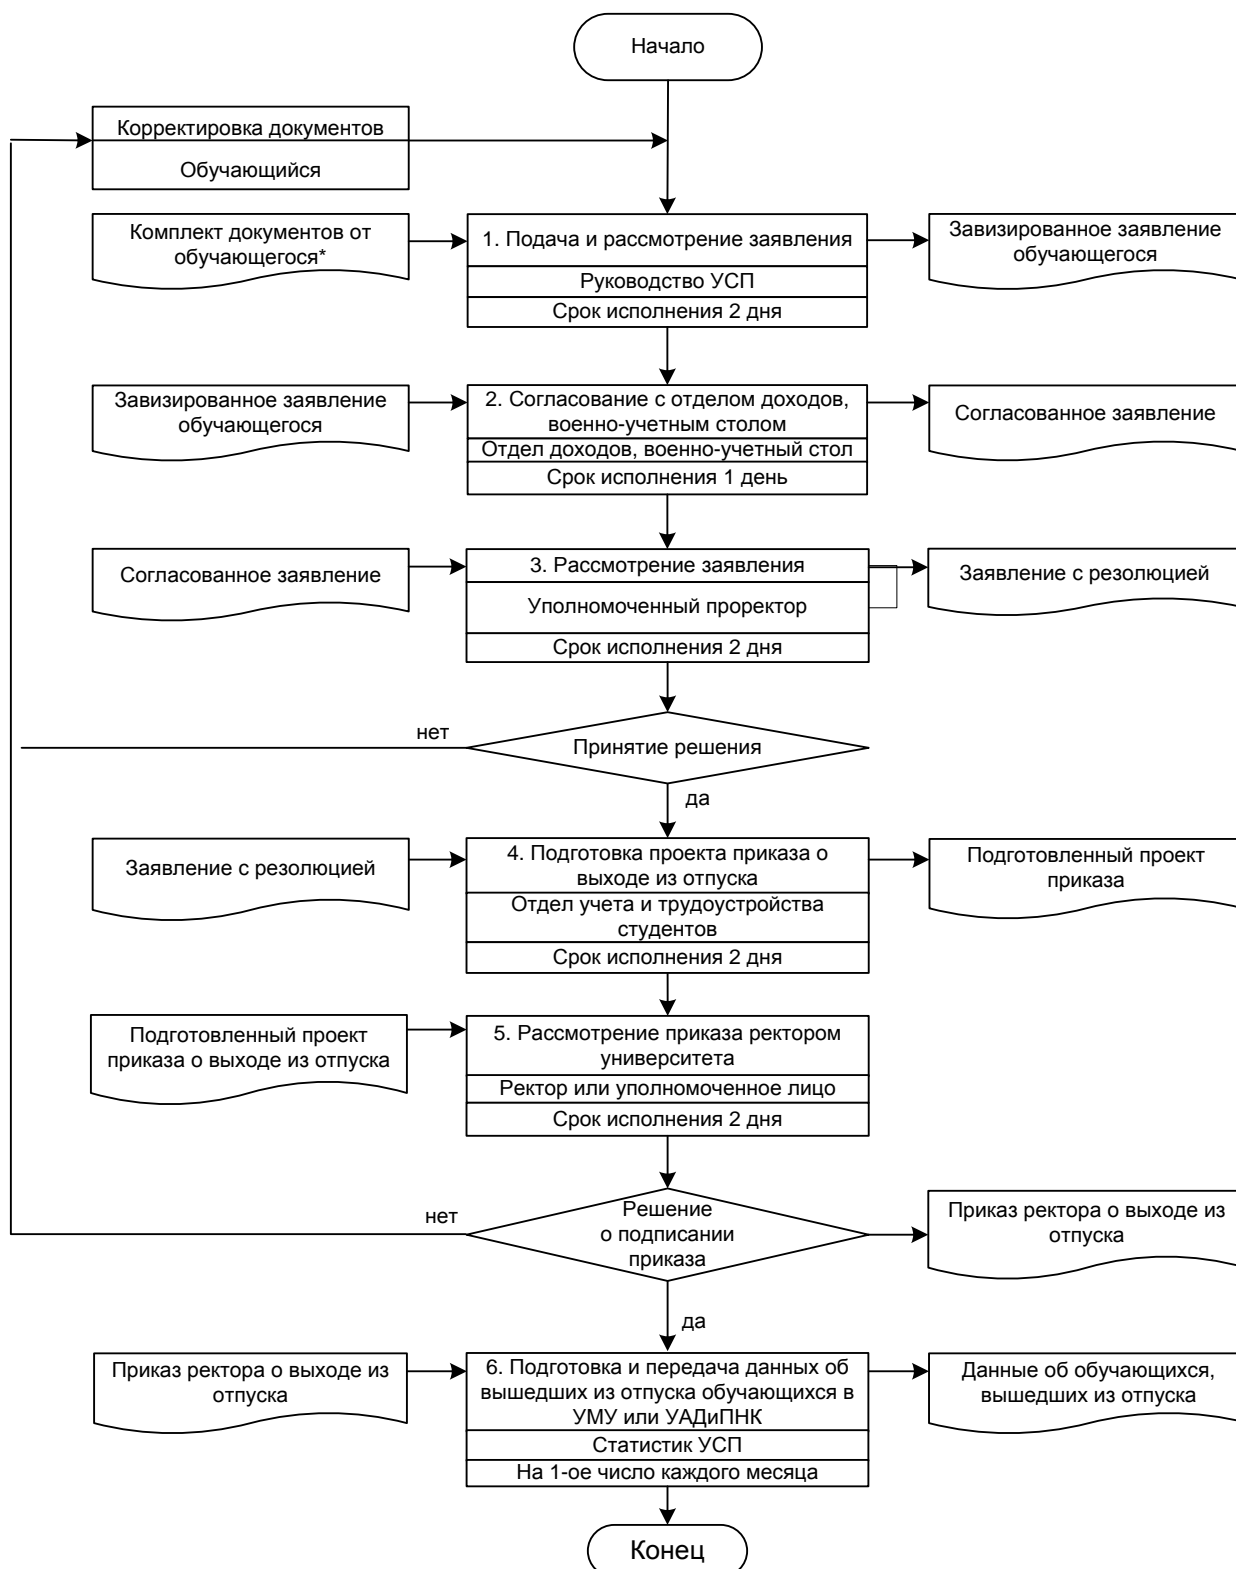 Начало
Корректировка документов
Обучающийся
Комплект документов от
обучающегося*
1. Подача и рассмотрение заявления
Руководство УСП
Срок исполнения 2 дня
Завизированное заявление
обучающегося
Завизированное заявление
обучающегося
2. Согласование с отделом доходов,
военно-учетным столом
Отдел доходов, военно-учетный стол
Срок исполнения 1 день
Согласованное заявление
Согласованное заявление
3. Рассмотрение заявления
Уполномоченный проректор
Срок исполнения 2 дня
Заявление с резолюцией
нет
Принятие решения
да
Заявление с резолюцией
4. Подготовка проекта приказа о
выходе из отпуска
Отдел учета и трудоустройства
студентов
Срок исполнения 2 дня
Подготовленный проект
приказа
Подготовленный проект
приказа о выходе из отпуска
5. Рассмотрение приказа ректором
университета
Ректор или уполномоченное лицо
Срок исполнения 2 дня
нет
Решение
о подписании
приказа
Приказ ректора о выходе из
отпуска
да
Приказ ректора о выходе из
отпуска
6. Подготовка и передача данных об
вышедших из отпуска обучающихся в
УМУ или УАДиПНК
Статистик УСП
На 1-ое число каждого месяца
Данные об обучающихся,
вышедших из отпуска
Конец